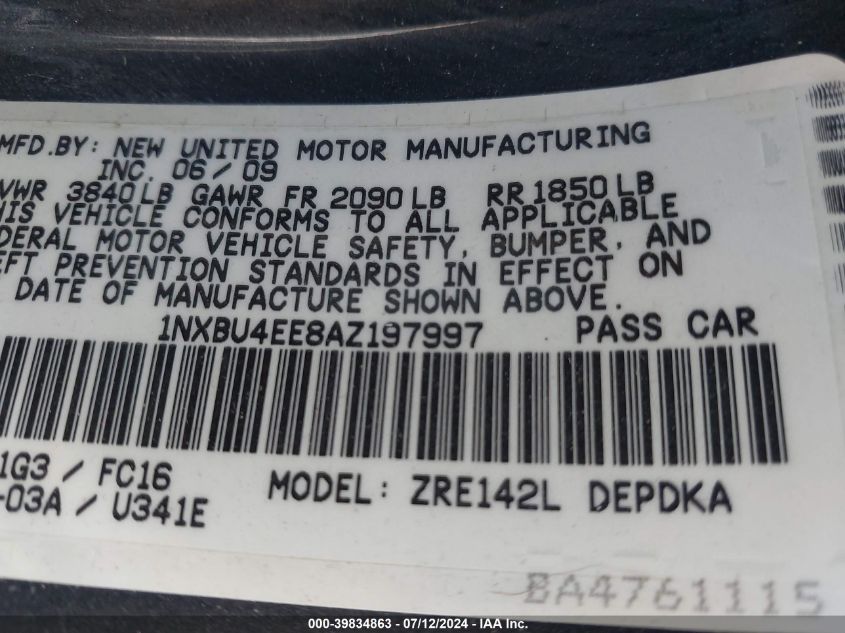 MFD.BY: NEW UNITED MOTOR MANUFACTURING
INC. 06/09
VWR 3840LB GAWR FR 2090LB RR1850LB
HIS VEHICLE CONFORMS TO ALL APPLICABLE
DERAL MOTOR VEHICLE SAFETY, BUMPER, AND
EFT PREVENTION STANDARDS IN EFFECT ON
DATE OF MANUFACTURE SHOWN ABOVE.
1NXBU4EE8AZ197997 PASS CAR
1G3 / FC16
-03A / U341E MODEL: ZRE142L DEPDKA
BA4761115
000-39834863 - 07/12/2024 - IAA Inc.